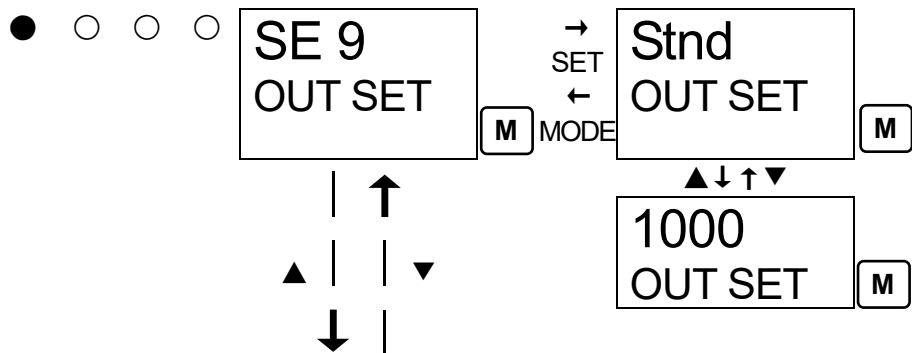 ● ○ ○ ○
SE 9
OUT SET
M
→
SET
←
MODE
Stnd
OUT SET
M
▲↓↑▼
1000
OUT SET
M
▲ ▼